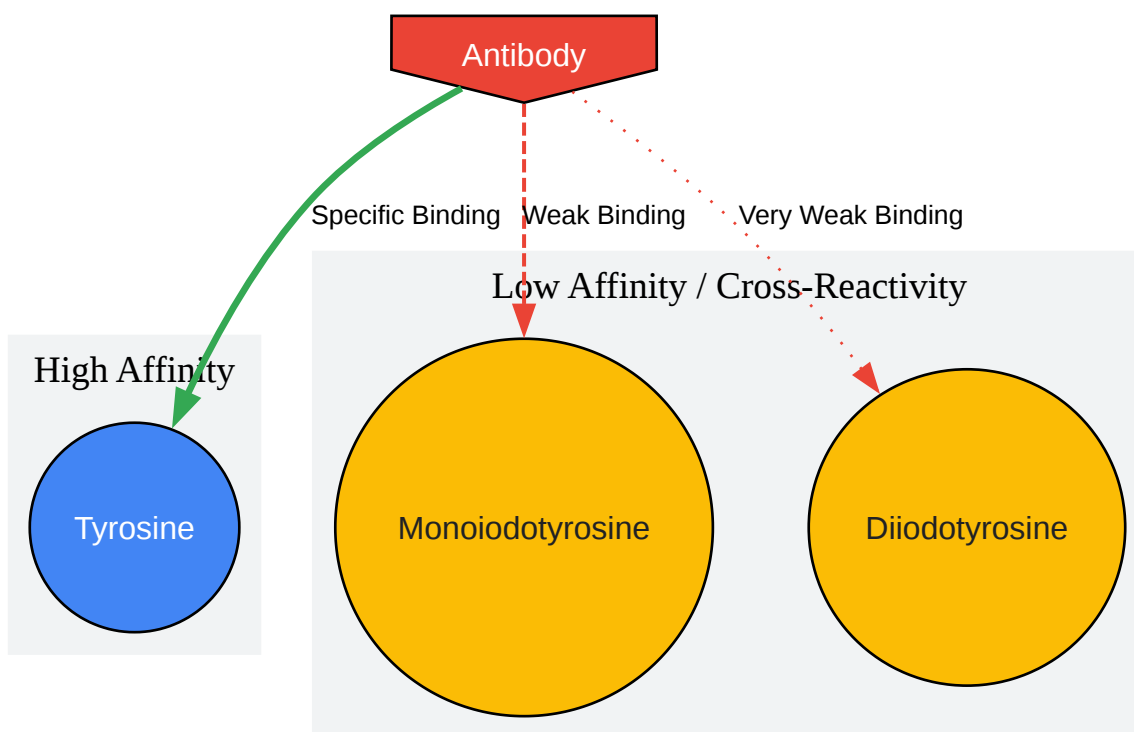 Antibody
Specific Binding
Weak Binding
Very Weak Binding
Low Affinity / Cross-Reactivity
High Affinity
Tyrosine
Monoiodotyrosine
Diiodotyrosine